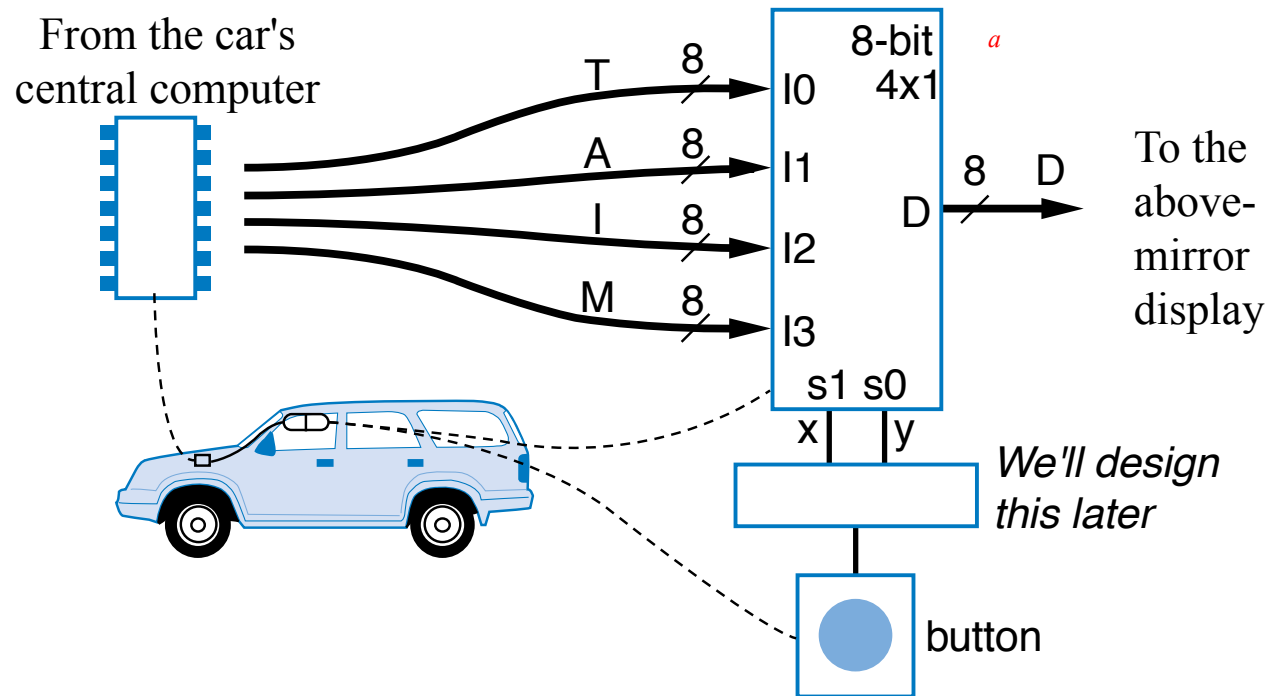 From the car's
central computer
T
8
A
8
I
8
M
8
I0
I1
I2
I3
8-bit
4x1
a
D
s1 s0
8
D
To the
above-
mirror
display
x
y
We'll design
this later
button